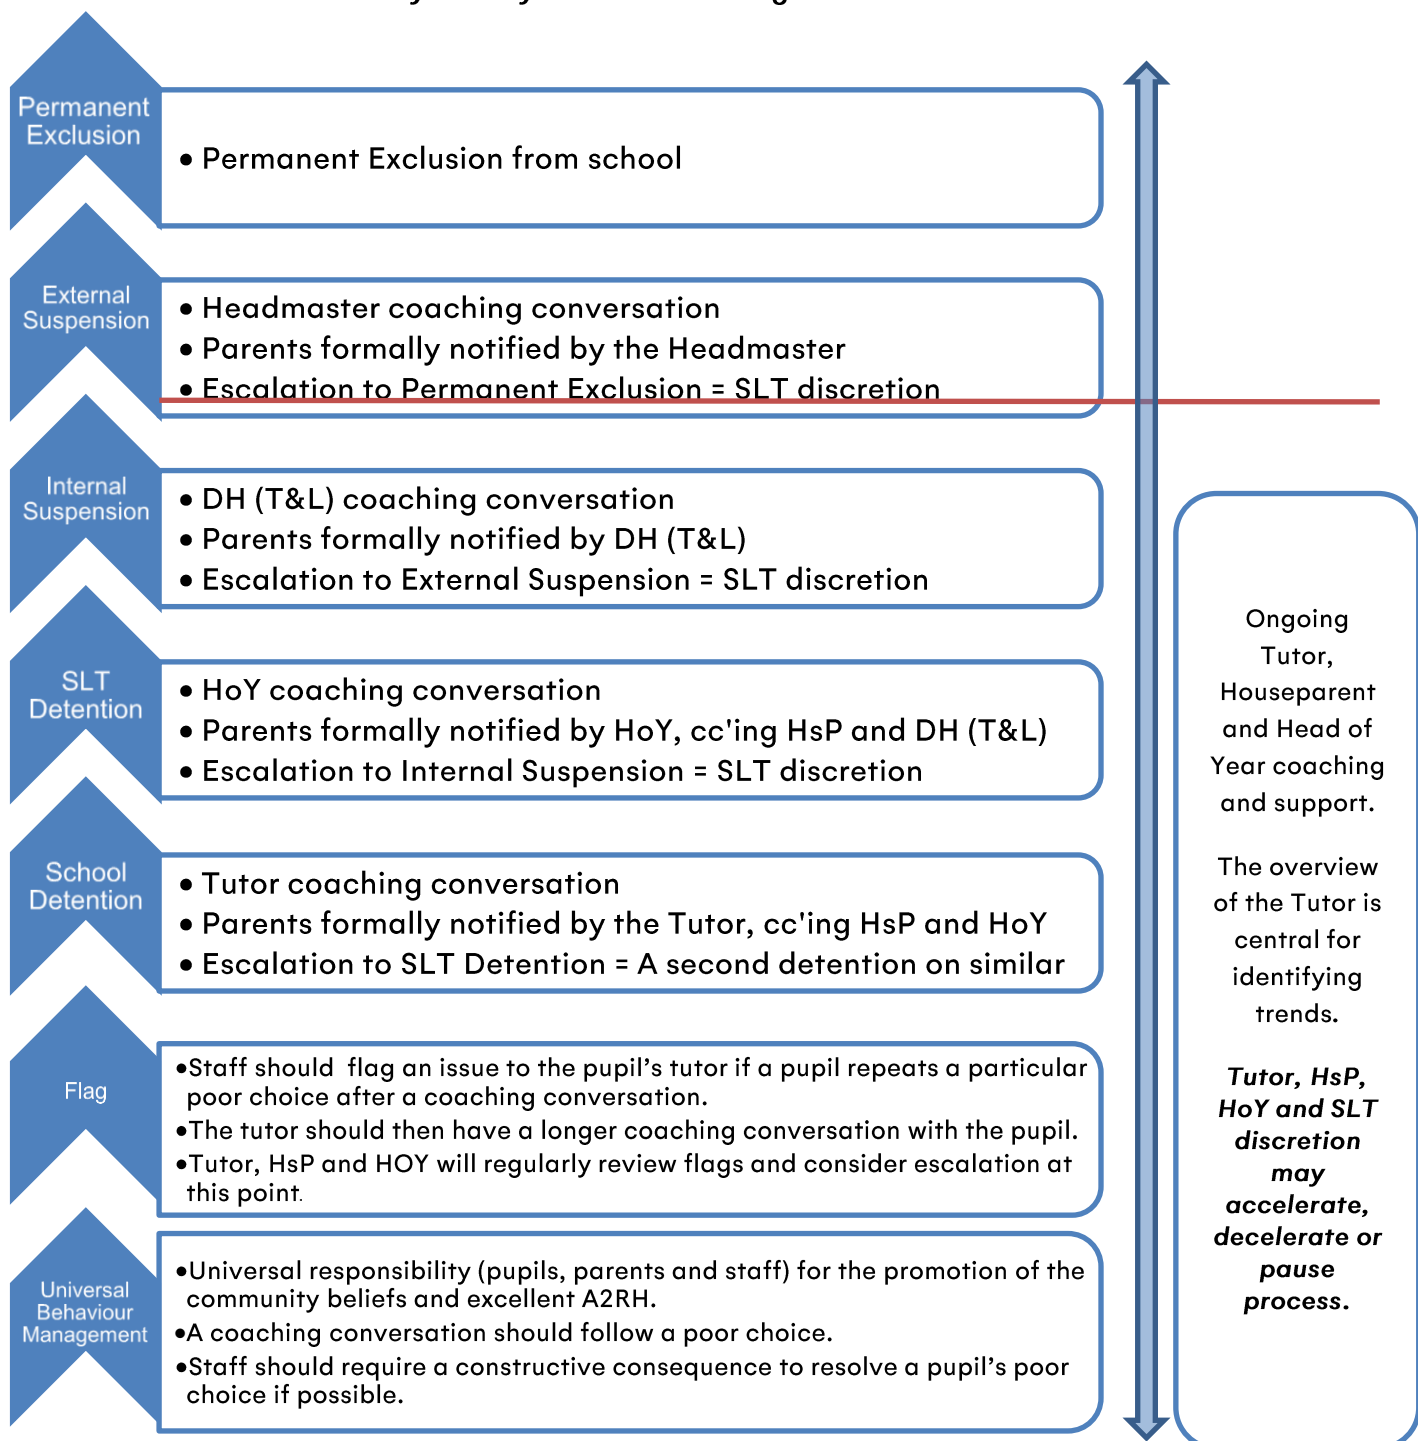 Permanent
Exclusion
• Permanent Exclusion from school
External
Suspension
• Headmaster coaching conversation
• Parents formally notified by the Headmaster
• Escalation to Permanent Exclusion = SLT discretion
Internal
Suspension
• DH (T&L) coaching conversation
• Parents formally notified by DH (T&L)
• Escalation to External Suspension = SLT discretion
SLT
Detention
• HoY coaching conversation
• Parents formally notified by HoY, cc'ing HsP and DH (T&L)
• Escalation to Internal Suspension = SLT discretion
School
Detention
• Tutor coaching conversation
• Parents formally notified by the Tutor, cc'ing HsP and HoY
• Escalation to SLT Detention = A second detention on similar
Flag
•Staff should flag an issue to the pupil’s tutor if a pupil repeats a particular
poor choice after a coaching conversation.
•The tutor should then have a longer coaching conversation with the pupil.
•Tutor, HsP and HOY will regularly review flags and consider escalation at
this point.
Universal
Behaviour
Management
•Universal responsibility (pupils, parents and staff) for the promotion of the
community beliefs and excellent A2RH.
•A coaching conversation should follow a poor choice.
•Staff should require a constructive consequence to resolve a pupil’s poor
choice if possible.
Ongoing
Tutor,
Houseparent
and Head of
Year coaching
and support.
The overview
of the Tutor is
central for
identifying
trends.
Tutor, HsP,
HoY and SLT
discretion
may
accelerate,
decelerate or
pause
process.